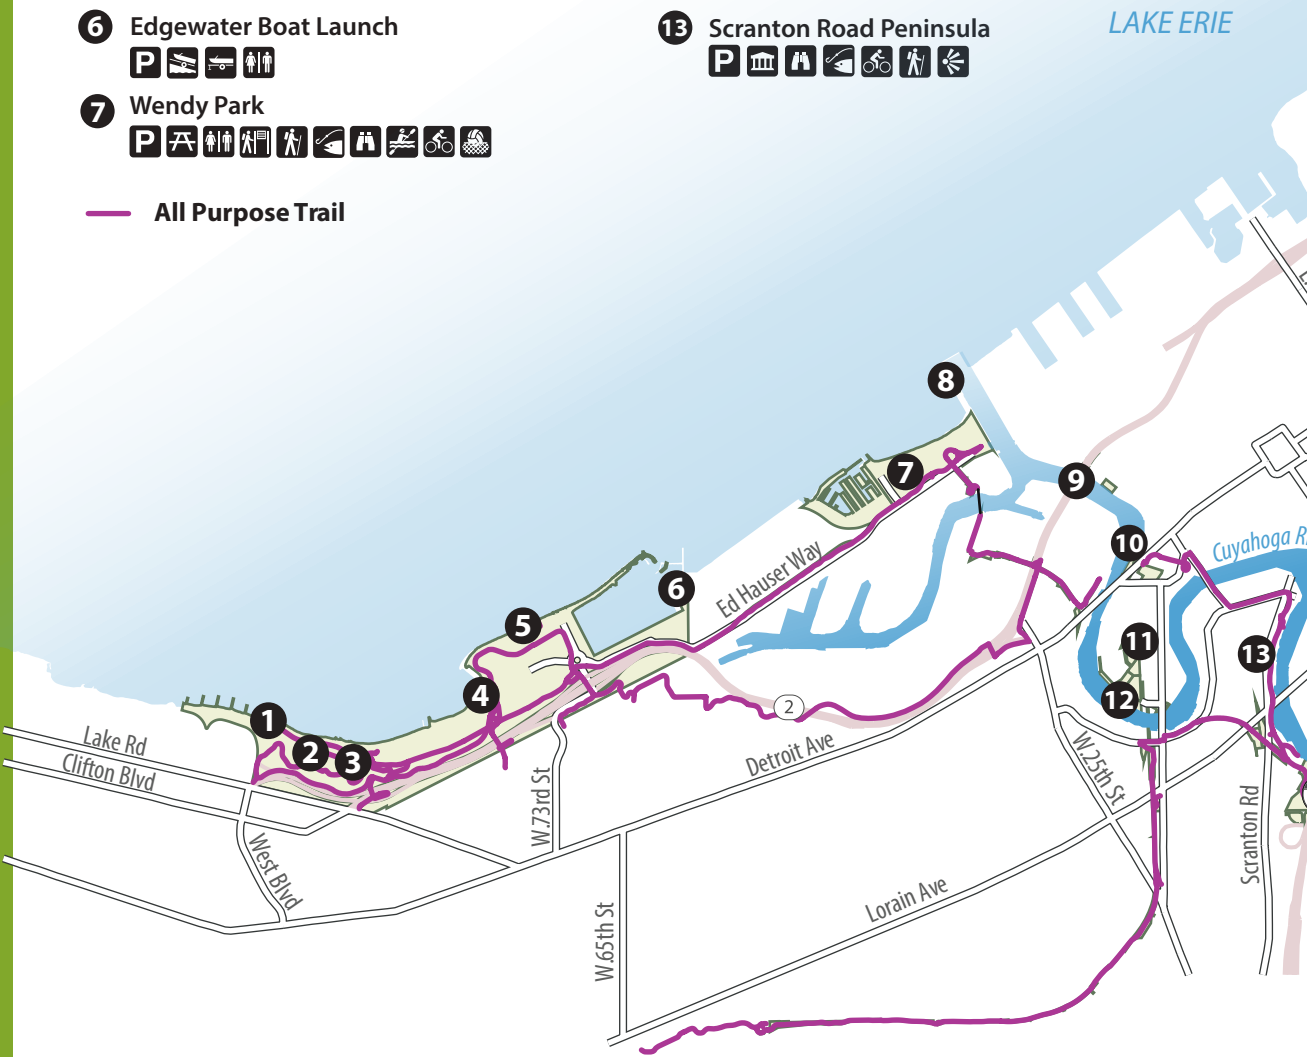 6 Edgewater Boat Launch
P
7 Wendy Park
P
All Purpose Trail
13 Scranton Road Peninsula
P
LAKE ERIE
8
7
9
10
Cuyahoga R
Ed Hauser Way
6
5
11
13
4
12
2
1
2
3
Lake Rd
Clifton Blvd
Detroit Ave
W.25th St
W.73rd St
West Blvd
Scranton Rd
Lorain Ave
W.65th St